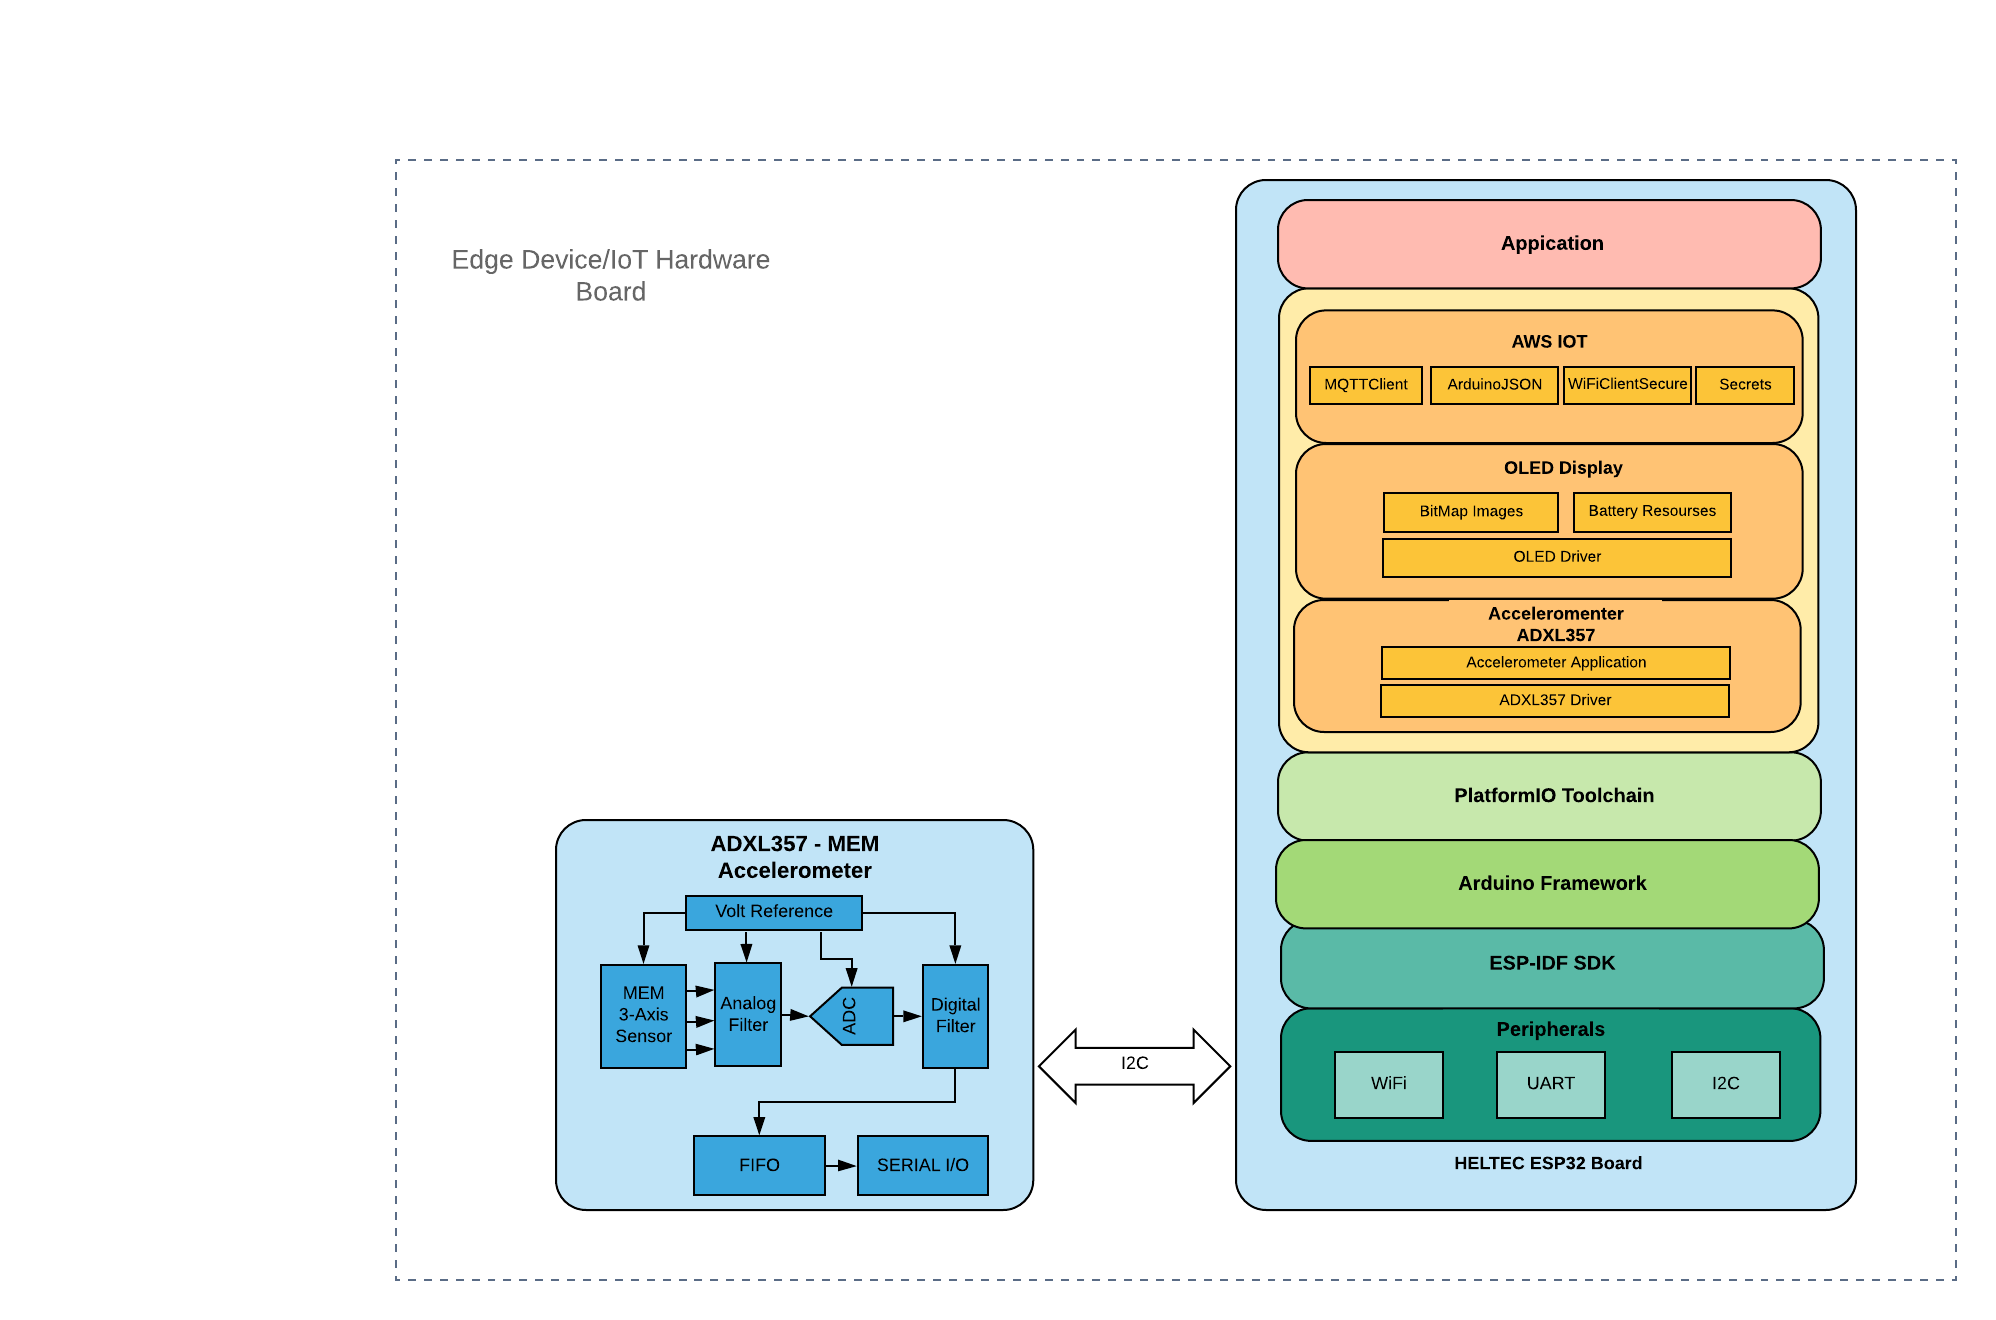 Edge Device/IoT Hardware
Board
Appication
AWS IOT
MQTTClient
ArduinoJSON
WiFiClientSecure
Secrets
OLED Display
BitMap Images
Battery Resourses
OLED Driver
Acceleromenter
ADXL357
Accelerometer Application
ADXL357 Driver
PlatformIO Toolchain
Arduino Framework
ESP-IDF SDK
Peripherals
WiFi
UART
I2C
HELTEC ESP32 Board
I2C
ADXL357 - MEM
Accelerometer
Volt Reference
MEM
3-Axis
Sensor
Analog
Filter
ADC
Digital
Filter
FIFO
SERIAL I/O